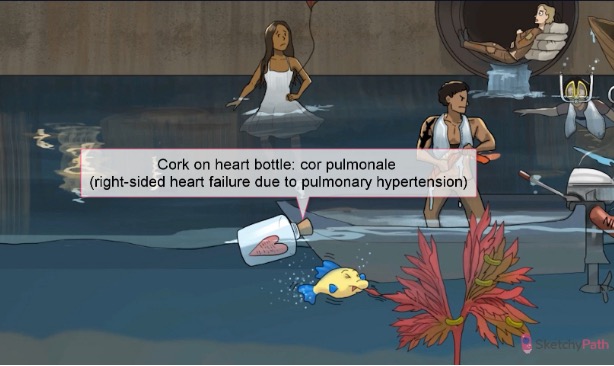 Cork on heart bottle: cor pulmonale
(right-sided heart failure due to pulmonary hypertension)
SketchyPath